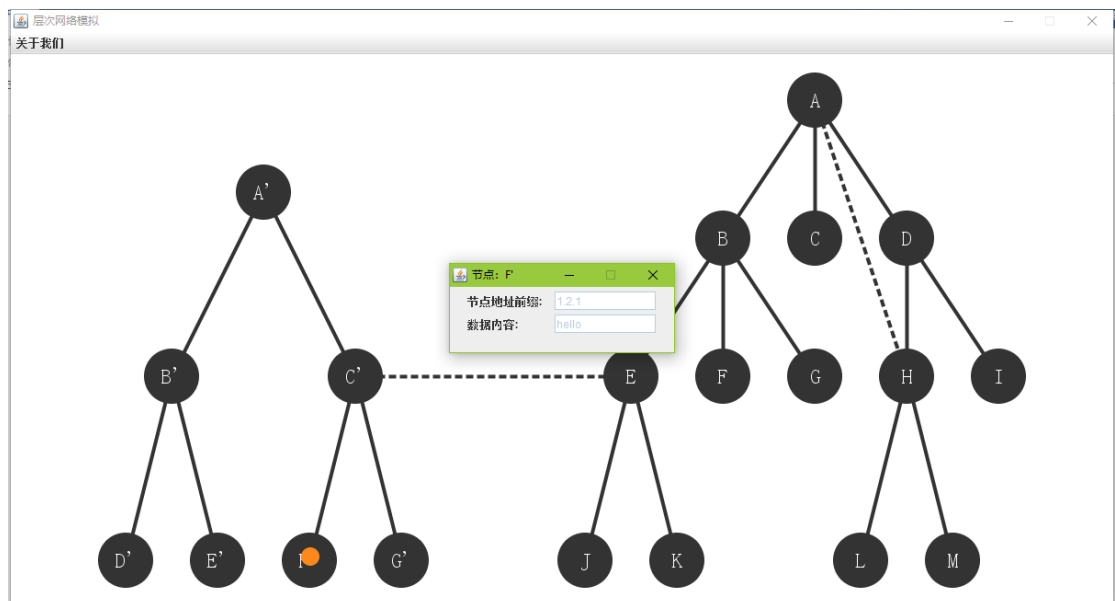 层次网络模拟
关于我们
A
A'
B C D
节点: F'
节点地址前缀: 1.2.1
数据内容: hello
B' C' E F G H I
D' E' G' J K L M